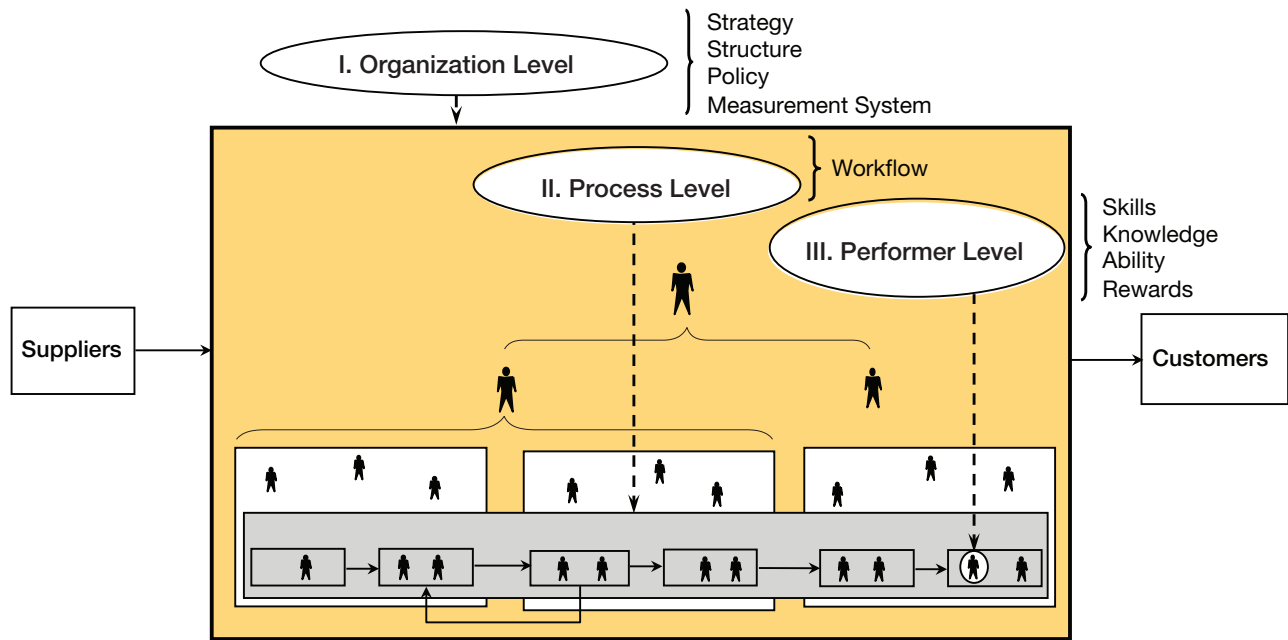 I. Organization Level
Strategy
Structure
Policy
Measurement System
II. Process Level
Workflow
III. Performer Level
Skills
Knowledge
Ability
Rewards
Suppliers
Customers